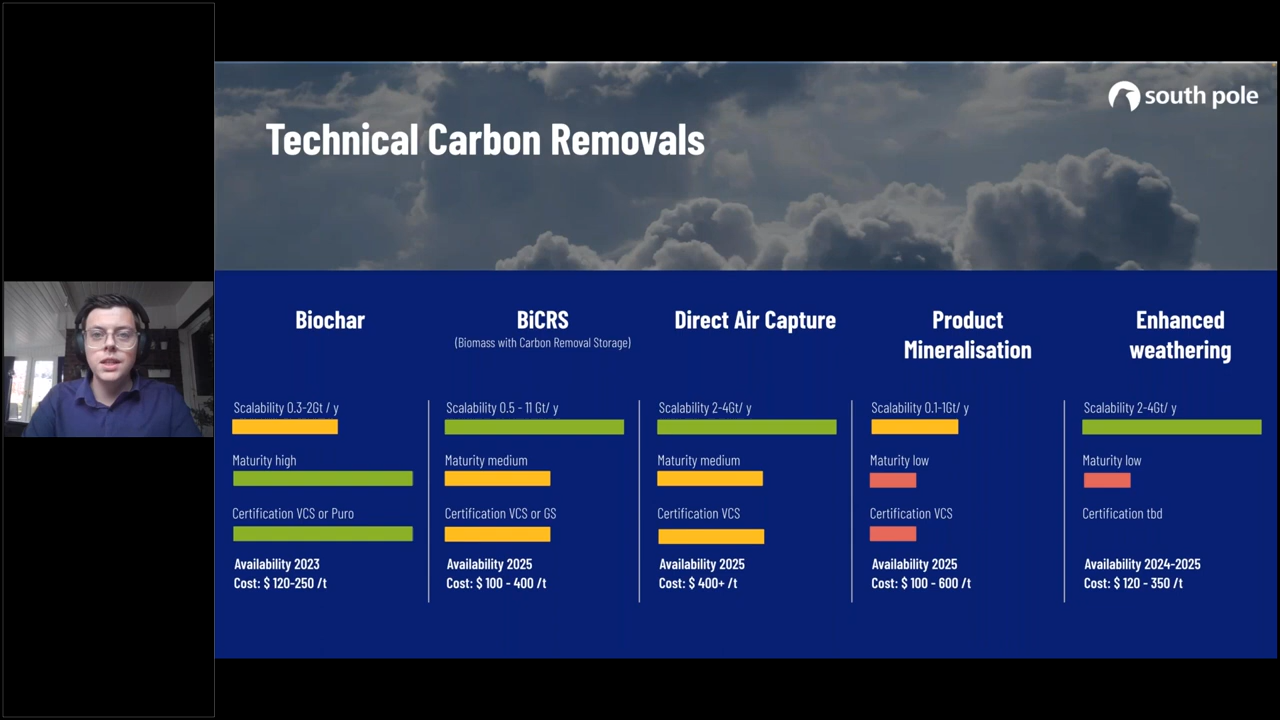 south pole
Technical Carbon Removals
Biochar
Scalability 0.3-2Gt / y
Maturity high
Certification VCS or Puro
Availability 2023
Cost: $ 120-250 /t
BiCRS
(Biomass with Carbon Removal Storage)
Scalability 0.5 - 11 Gt/ y
Maturity medium
Certification VCS or GS
Availability 2025
Cost: $ 100 - 400 /t
Direct Air Capture
Scalability 2-4Gt/ y
Maturity medium
Certification VCS
Availability 2025
Cost: $ 400+ /t
Product
Mineralisation
Scalability 0.1-1Gt/ y
Maturity low
Certification VCS
Availability 2025
Cost: $ 100 - 600 /t
Enhanced
weathering
Scalability 2-4Gt/ y
Maturity low
Certification tbd
Availability 2024-2025
Cost: $ 120 - 350 /t